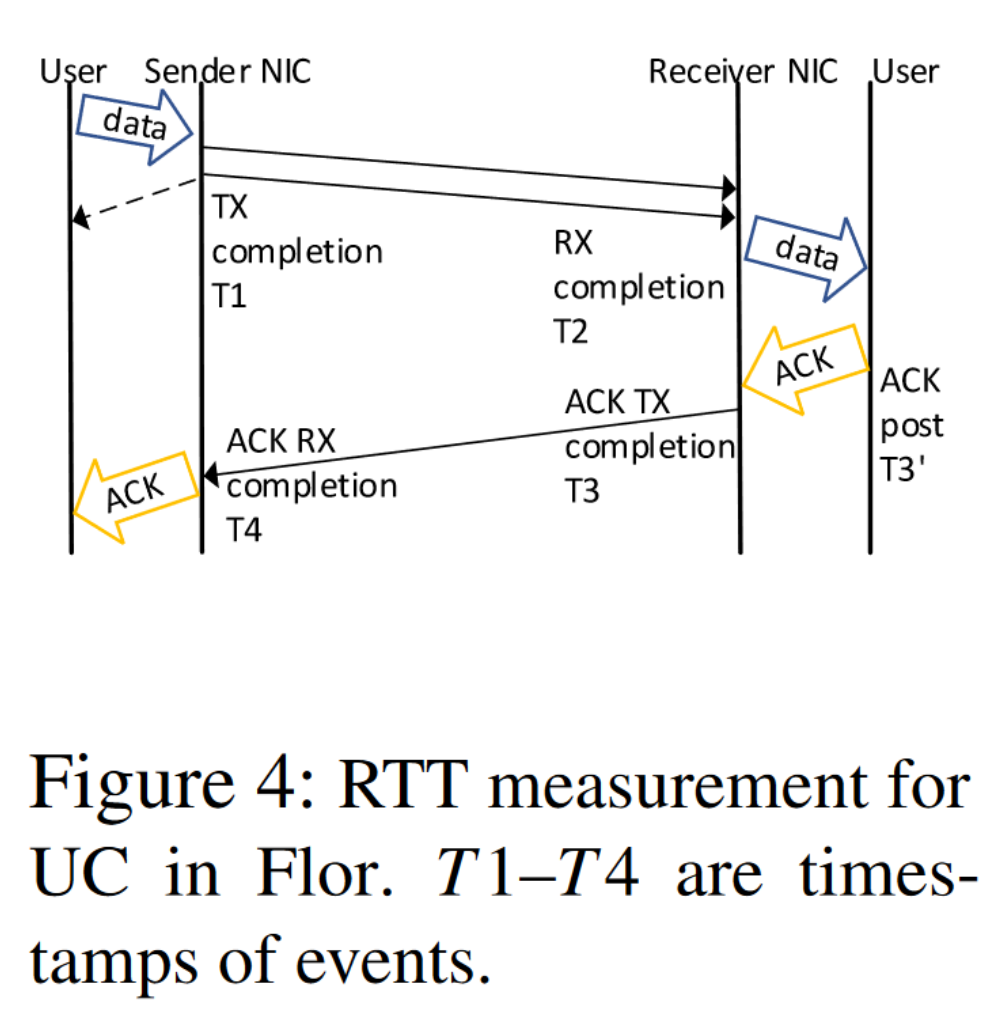 User Sender NIC Receiver NIC User
data
TX
completion
T1
RX
completion
T2
data
ACK
ACK
post
T3'
ACK TX
completion
T3
ACK RX
completion
T4
ACK
Figure 4: RTT measurement for
UC in Flor. T1–T4 are times-
tamps of events.